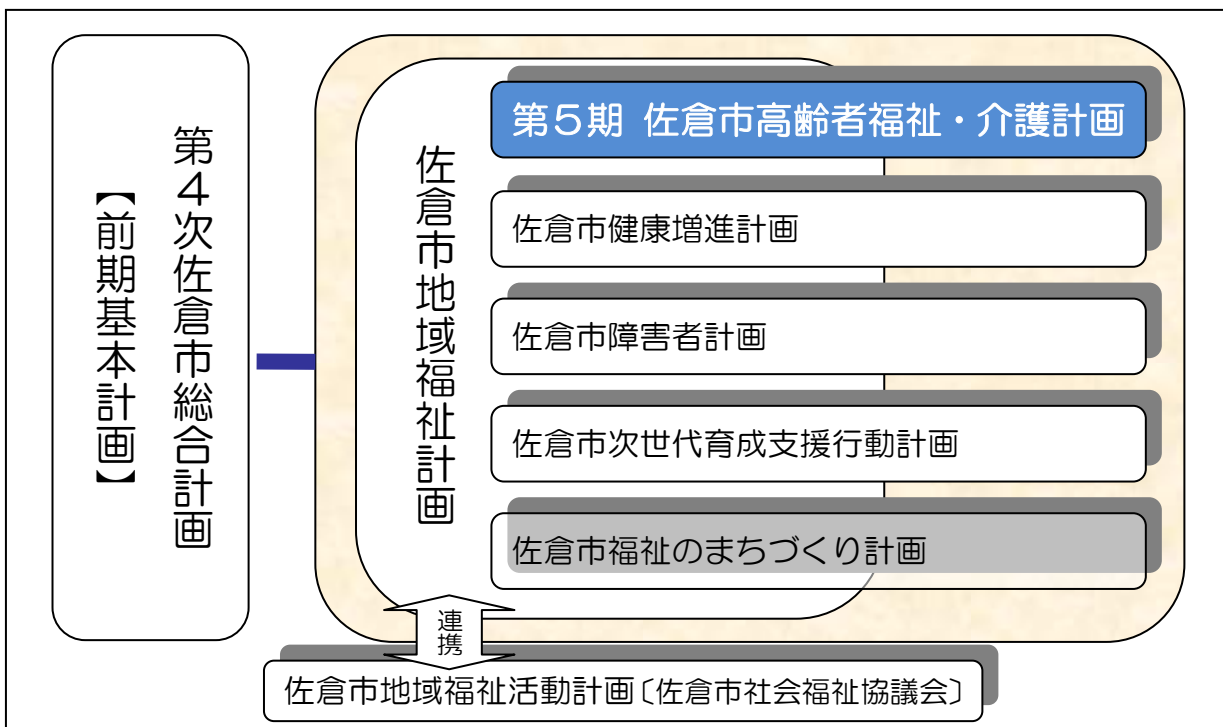 第４次佐倉市総合計画
【前期基本計画】
佐倉市地域福祉計画
第５期 佐倉市高齢者福祉・介護計画
佐倉市健康増進計画
佐倉市障害者計画
佐倉市次世代育成支援行動計画
佐倉市福祉のまちづくり計画
連携
佐倉市地域福祉活動計画〔佐倉市社会福祉協議会〕